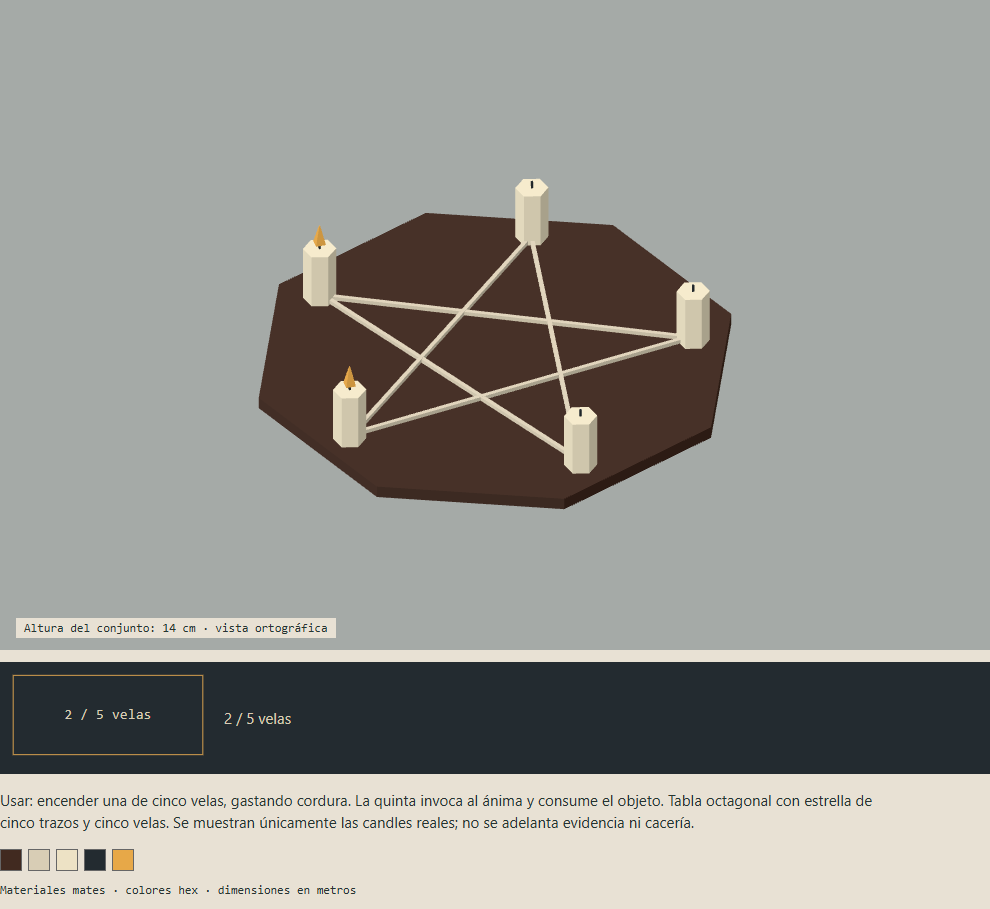 Altura del conjunto: 14 cm · vista ortográfica
2 / 5 velas
2 / 5 velas
Usar: encender una de cinco velas, gastando cordura. La quinta invoca al ánima y consume el objeto. Tabla octagonal con estrella de
cinco trazos y cinco velas. Se muestran únicamente las candles reales; no se adelanta evidencia ni cacería.
Materiales mates · colores hex · dimensiones en metros